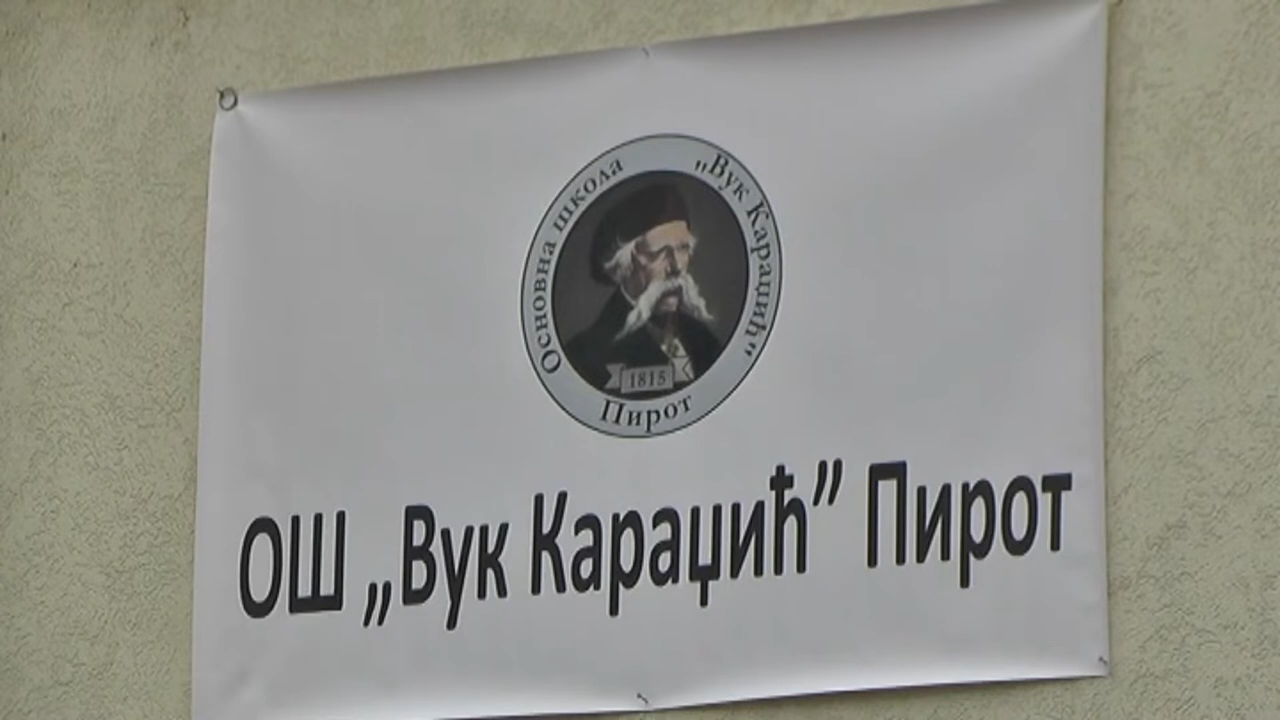 Основна школа
„Вук Караџић“
1815
Пирот
ОШ „Вук Караџић” Пирот